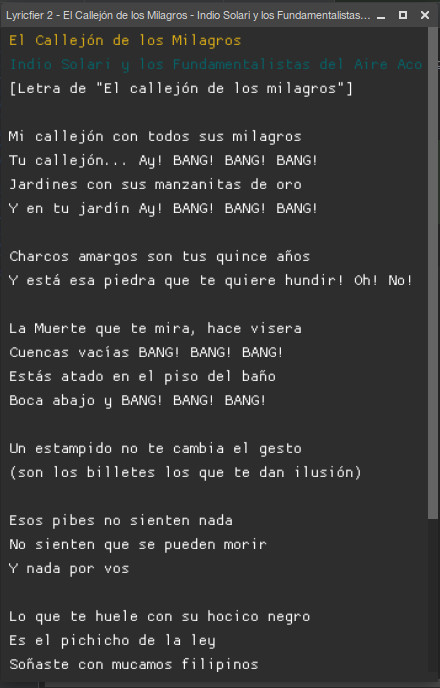 Lyricfier 2 - El Callejón de los Milagros - Indio Solari y los Fundamentalistas...
El Callejón de los Milagros
Indio Solari y los Fundamentalistas del Aire Aco
[Letra de "El callejón de los milagros"]
Mi callejón con todos sus milagros
Tu callejón... Ay! BANG! BANG! BANG!
Jardines con sus manzanitas de oro
Y en tu jardín Ay! BANG! BANG! BANG!
Charcos amargos son tus quince años
Y está esa piedra que te quiere hundir! Oh! No!
La Muerte que te mira, hace visera
Cuencas vacías BANG! BANG! BANG!
Estás atado en el piso del baño
Boca abajo y BANG! BANG! BANG!
Un estampido no te cambia el gesto
(son los billetes los que te dan ilusión)
Esos pibes no sienten nada
No sienten que se pueden morir
Y nada por vos
Lo que te huele con su hocico negro
Es el pichicho de la ley
Soñaste con mucamos filipinos